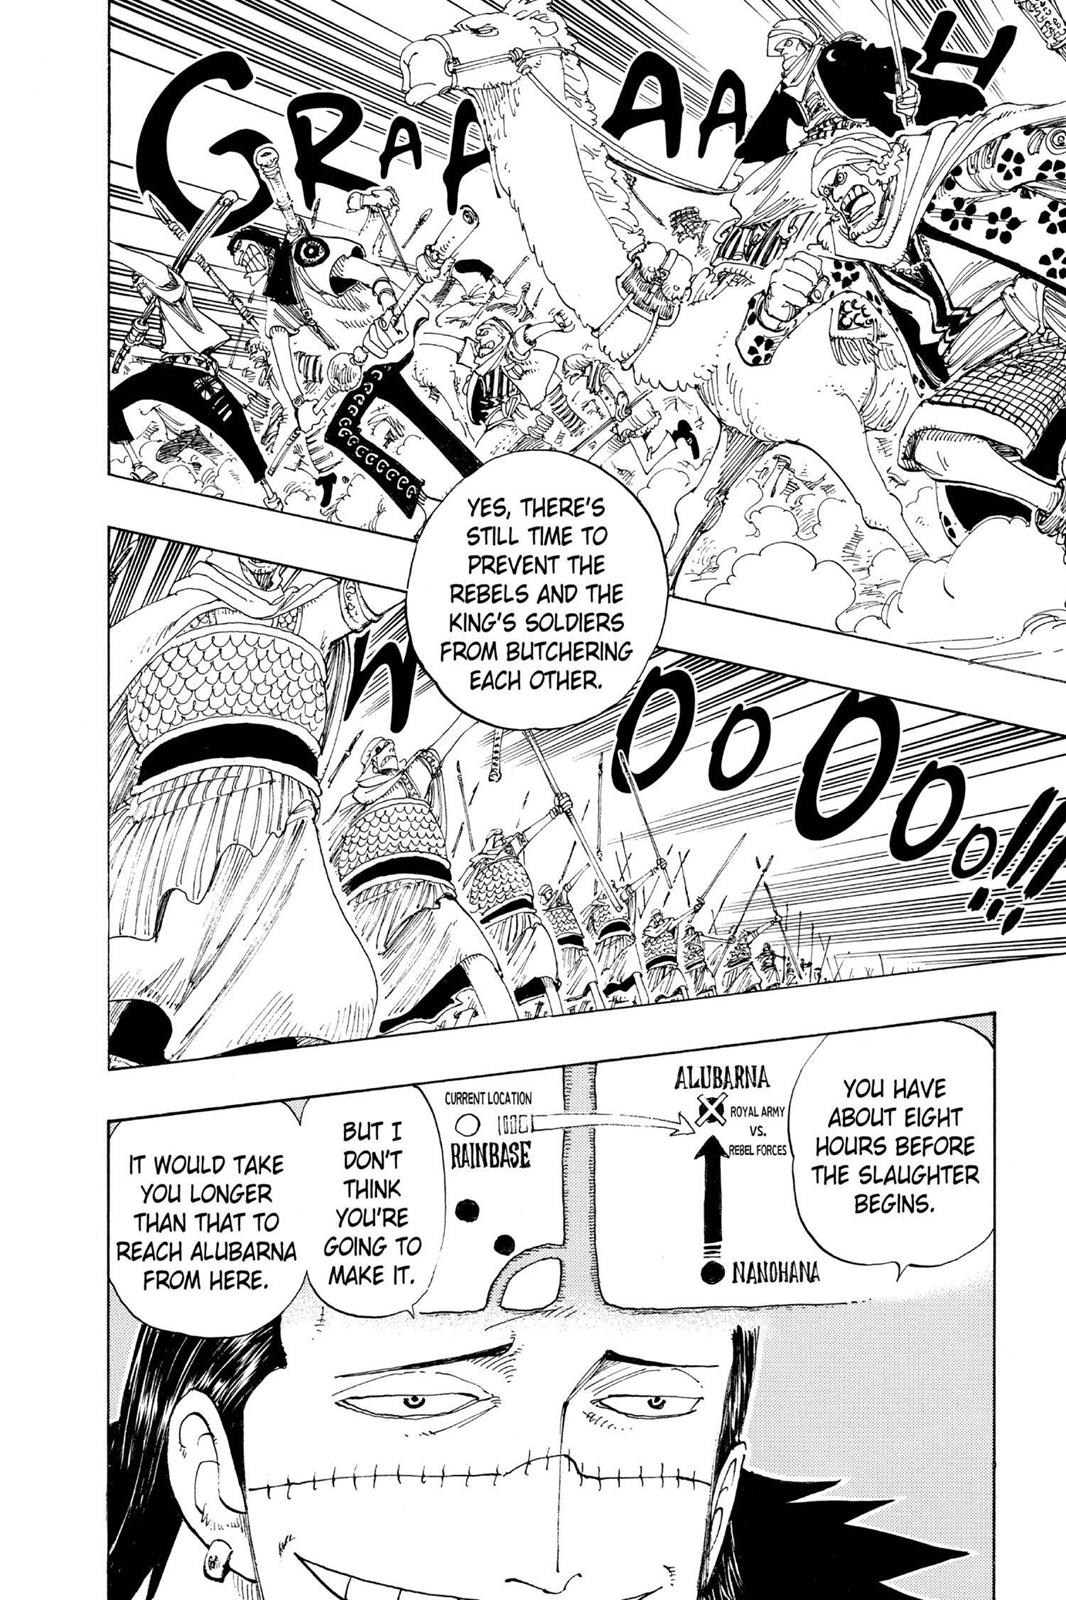 GRAAAAAH
YES, THERE'S
STILL TIME TO
PREVENT THE
REBELS AND THE
KING'S SOLDIERS
FROM BUTCHERING
EACH OTHER.
WOOOOOO!!!!!!
YOU HAVE
ABOUT EIGHT
HOURS BEFORE
THE SLAUGHTER
BEGINS.
ALUBARNA
ROYAL ARMY
VS.
REBEL FORCES
NANOHANA
CURRENT LOCATION
RAINBASE
BUT I
DON'T
THINK
YOU'RE
GOING TO
MAKE IT.
IT WOULD TAKE
YOU LONGER
THAN THAT TO
REACH ALUBARNA
FROM HERE.